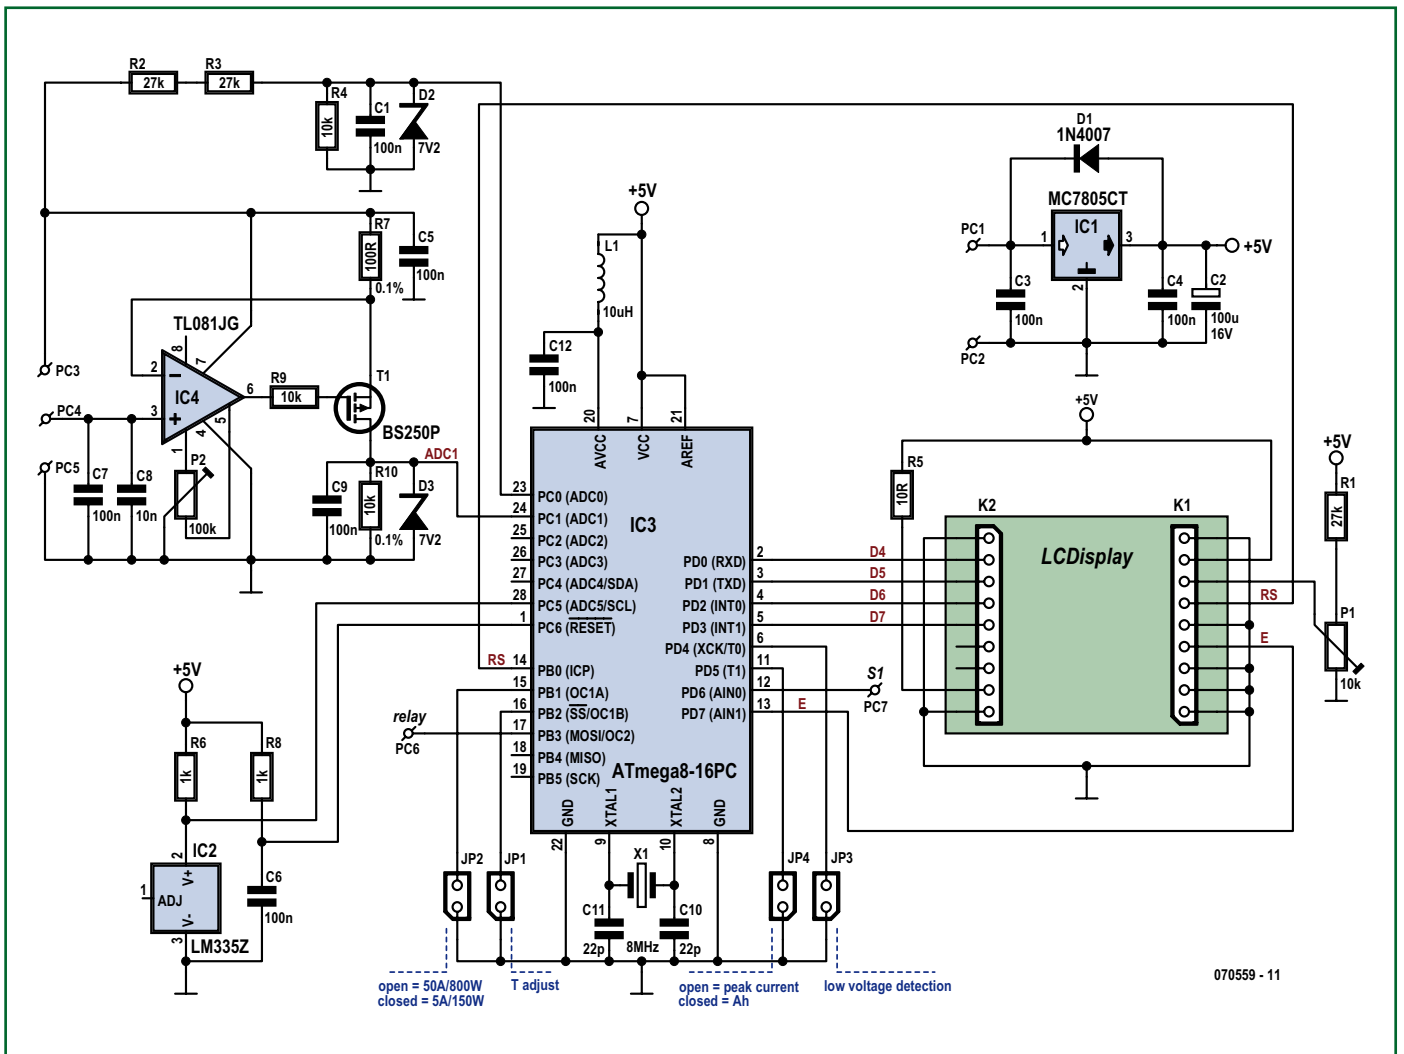 R2
27k
R3
27k
R4
10k
C1
100n
D2
7V2
R7
100R
0.1%
C5
100n
TL081JG
IC4
2
3
8
7
6
5
4
1
−
+
PC3
PC4
PC5
R9
10k
T1
BS250P
P2
100k
C7
100n
C8
10n
C9
100n
R10
10k
0.1%
D3
7V2
ADC1
+5V
L1
10uH
C12
100n
20
7
21
AVCC
VCC
AREF
IC3
ATmega8-16PC
23 PC0 (ADC0)
24 PC1 (ADC1)
25 PC2 (ADC2)
26 PC3 (ADC3)
27 PC4 (ADC4/SDA)
28 PC5 (ADC5/SCL)
1 PC6 (RESET)
RS 14 PB0 (ICP)
15 PB1 (OC1A)
16 PB2 (SS/OC1B)
17 PB3 (MOSI/OC2)
18 PB4 (MISO)
19 PB5 (SCK)
PD0 (RXD) 2 D4
PD1 (TXD) 3 D5
PD2 (INT0) 4 D6
PD3 (INT1) 5 D7
PD4 (XCK/T0) 6
PD5 (T1) 11
PD6 (AIN0) 12
PD7 (AIN1) 13 E
GND
XTAL1
XTAL2
GND
22
9
10
8
S1
PC7
relay
PC6
D1
1N4007
MC7805CT
IC1
1
3
2
PC1
PC2
+5V
C3
100n
C4
100n
C2
100u
16V
+5V
R5
10R
K2
K1
LCDisplay
RS
E
+5V
R1
27k
P1
10k
+5V
R6
1k
R8
1k
IC2
2
1
3
V+
ADJ
V-
LM335Z
C6
100n
JP2
JP1
X1
8MHz
C11
22p
C10
22p
JP4
JP3
open = 50A/800W
closed = 5A/150W
T adjust
open = peak current
closed = Ah
low voltage detection
070559 - 11